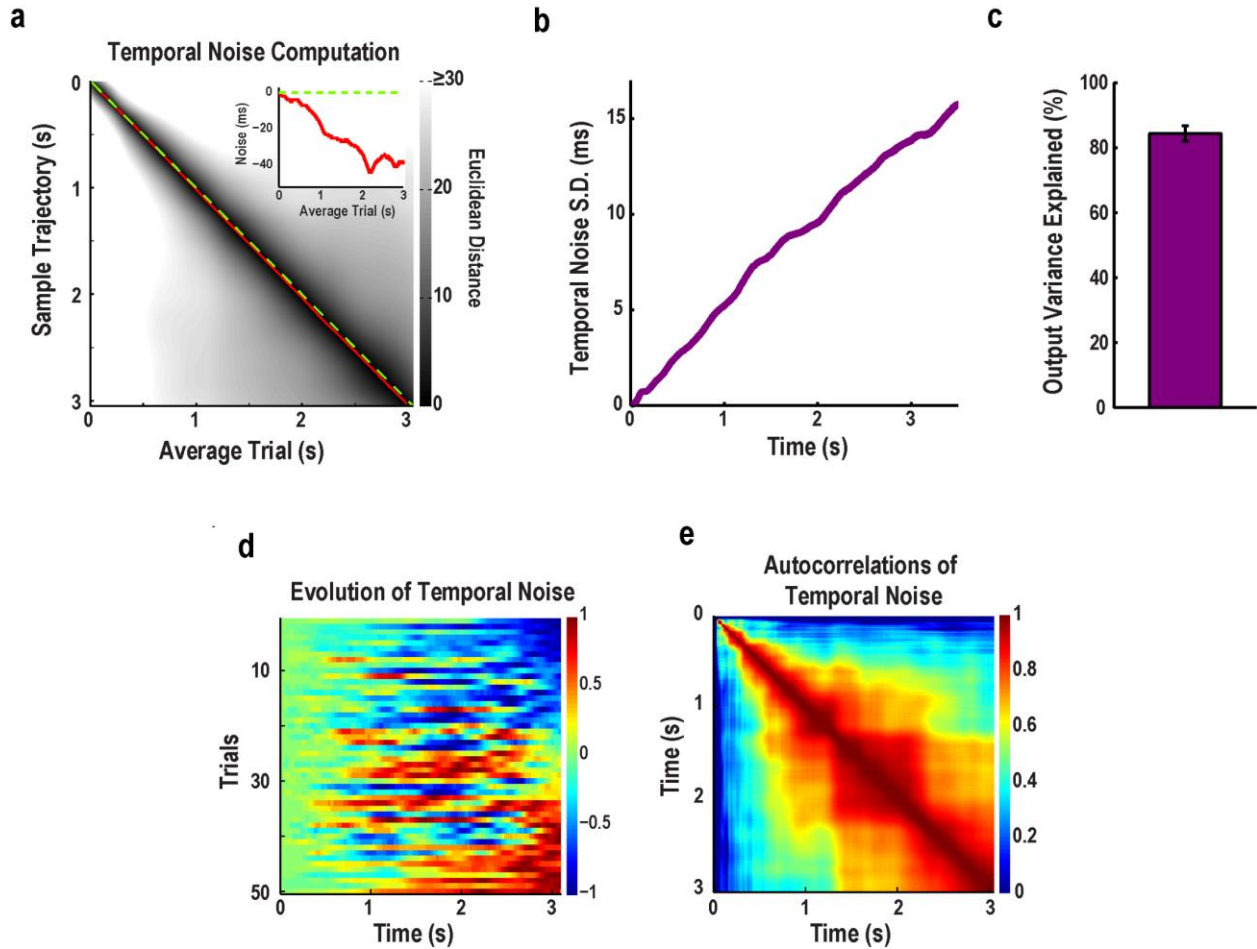 a
Temporal Noise Computation
0
1
2
3
Sample Trajectory (s)
0
1
2
3
Average Trial (s)
0
−20
−40
Noise (ms)
0
1
2
3
Average Trial (s)
≥30
20
10
0
Euclidean Distance
b
15
10
5
0
Temporal Noise S.D. (ms)
0
1
2
3
Time (s)
c
100
80
60
40
20
0
Output Variance Explained (%)
d
Evolution of Temporal Noise
10
30
50
Trials
0
1
2
3
Time (s)
1
0.5
0
−0.5
−1
e
Autocorrelations of
Temporal Noise
0
1
2
3
Time (s)
0
1
2
3
Time (s)
1
0.8
0.6
0.4
0.2
0